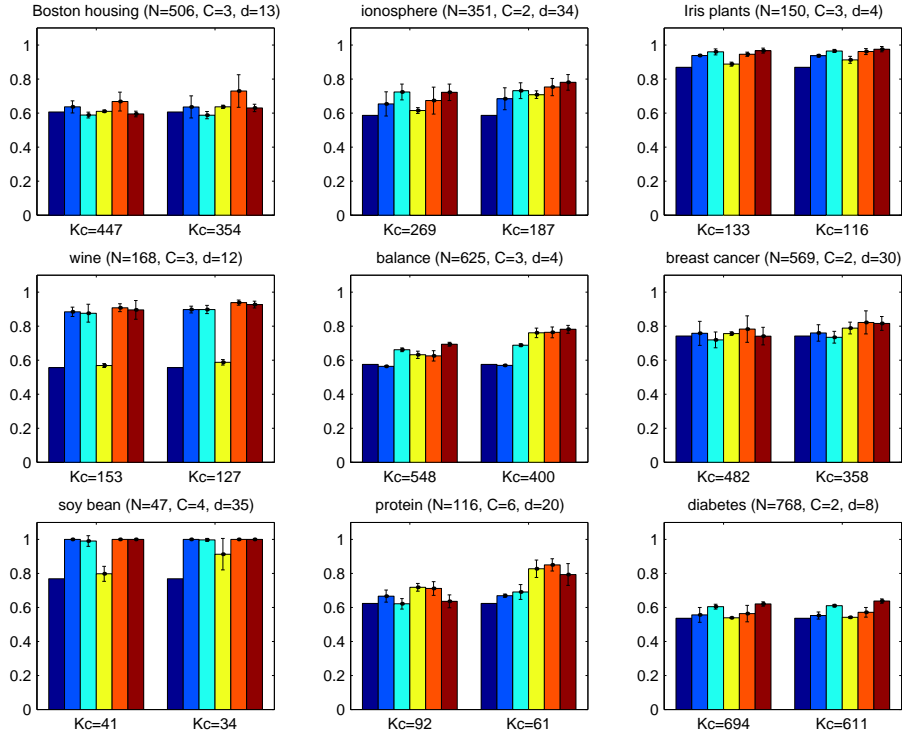 Boston housing (N=506, C=3, d=13)
ionosphere (N=351, C=2, d=34)
Iris plants (N=150, C=3, d=4)
1
0.8
0.6
0.4
0.2
0
Kc=447
Kc=354
1
0.8
0.6
0.4
0.2
0
Kc=269
Kc=187
1
0.8
0.6
0.4
0.2
0
Kc=133
Kc=116
wine (N=168, C=3, d=12)
balance (N=625, C=3, d=4)
breast cancer (N=569, C=2, d=30)
1
0.8
0.6
0.4
0.2
0
Kc=153
Kc=127
1
0.8
0.6
0.4
0.2
0
Kc=548
Kc=400
1
0.8
0.6
0.4
0.2
0
Kc=482
Kc=358
soy bean (N=47, C=4, d=35)
protein (N=116, C=6, d=20)
diabetes (N=768, C=2, d=8)
1
0.8
0.6
0.4
0.2
0
Kc=41
Kc=34
1
0.8
0.6
0.4
0.2
0
Kc=92
Kc=61
1
0.8
0.6
0.4
0.2
0
Kc=694
Kc=611